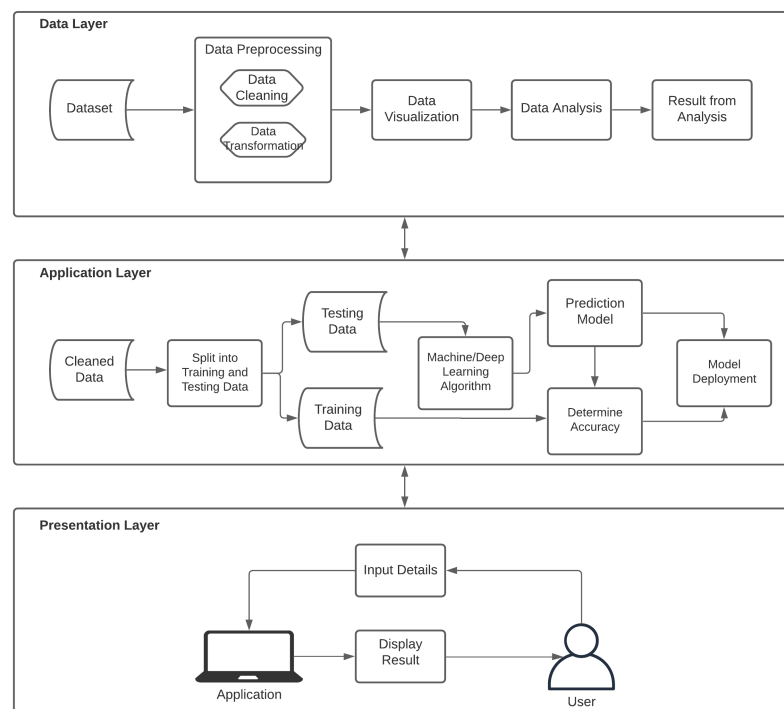 Data Layer
Data Preprocessing
Data
Cleaning
Data
Transformation
Dataset
Data
Visualization
Data Analysis
Result from
Analysis
Application Layer
Cleaned
Data
Split into
Training and
Testing Data
Testing
Data
Training
Data
Machine/Deep
Learning
Algorithm
Prediction
Model
Determine
Accuracy
Model
Deployment
Presentation Layer
Input Details
Display
Result
Application
User